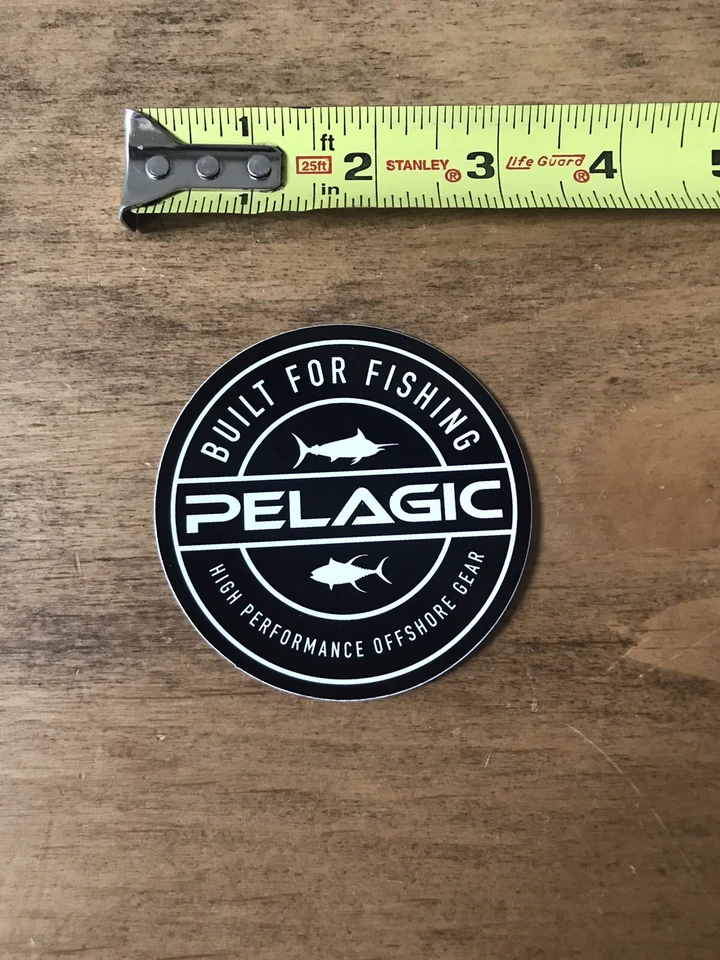 1 ft
25ft 2 STANLEY® 3 Life Guard® 4 5
1 in
BUILT FOR FISHING
PELAGIC
HIGH PERFORMANCE OFFSHORE GEAR